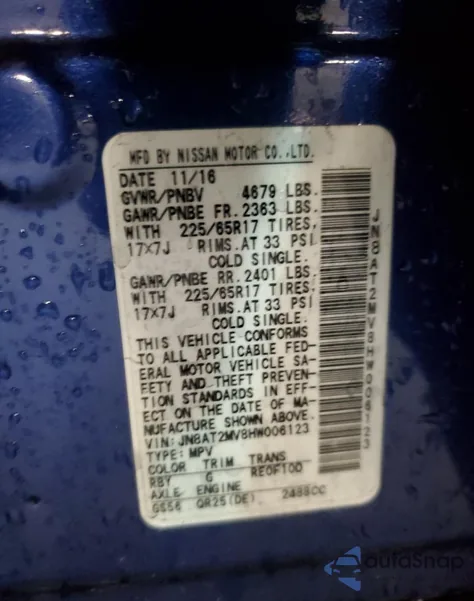 MFD BY NISSAN MOTOR CO.,LTD.
DATE 11/16
GVWR/PNBV 4679 LBS.
GAWR/PNBE FR. 2363 LBS.
WITH 225/65R17 TIRES,
17x7J RIMS.AT 33 PSI
COLD SINGLE.
GAWR/PNBE RR. 2401 LBS.
WITH 225/65R17 TIRES,
17x7J RIMS.AT 33 PSI
COLD SINGLE.
THIS VEHICLE CONFORMS
TO ALL APPLICABLE FED-
ERAL MOTOR VEHICLE SA-
FETY AND THEFT PREVEN-
TION STANDARDS IN EFF-
ECT ON THE DATE OF MA-
NUFACTURE SHOWN ABOVE.
VIN: JN8AT2MV8HW006123
TYPE: MPV
COLOR TRIM TRANS
RBY G RE0F10D
AXLE ENGINE
GS56 QR25(DE) 2488CC
JN8AT2MV8HW006123
autoSnap